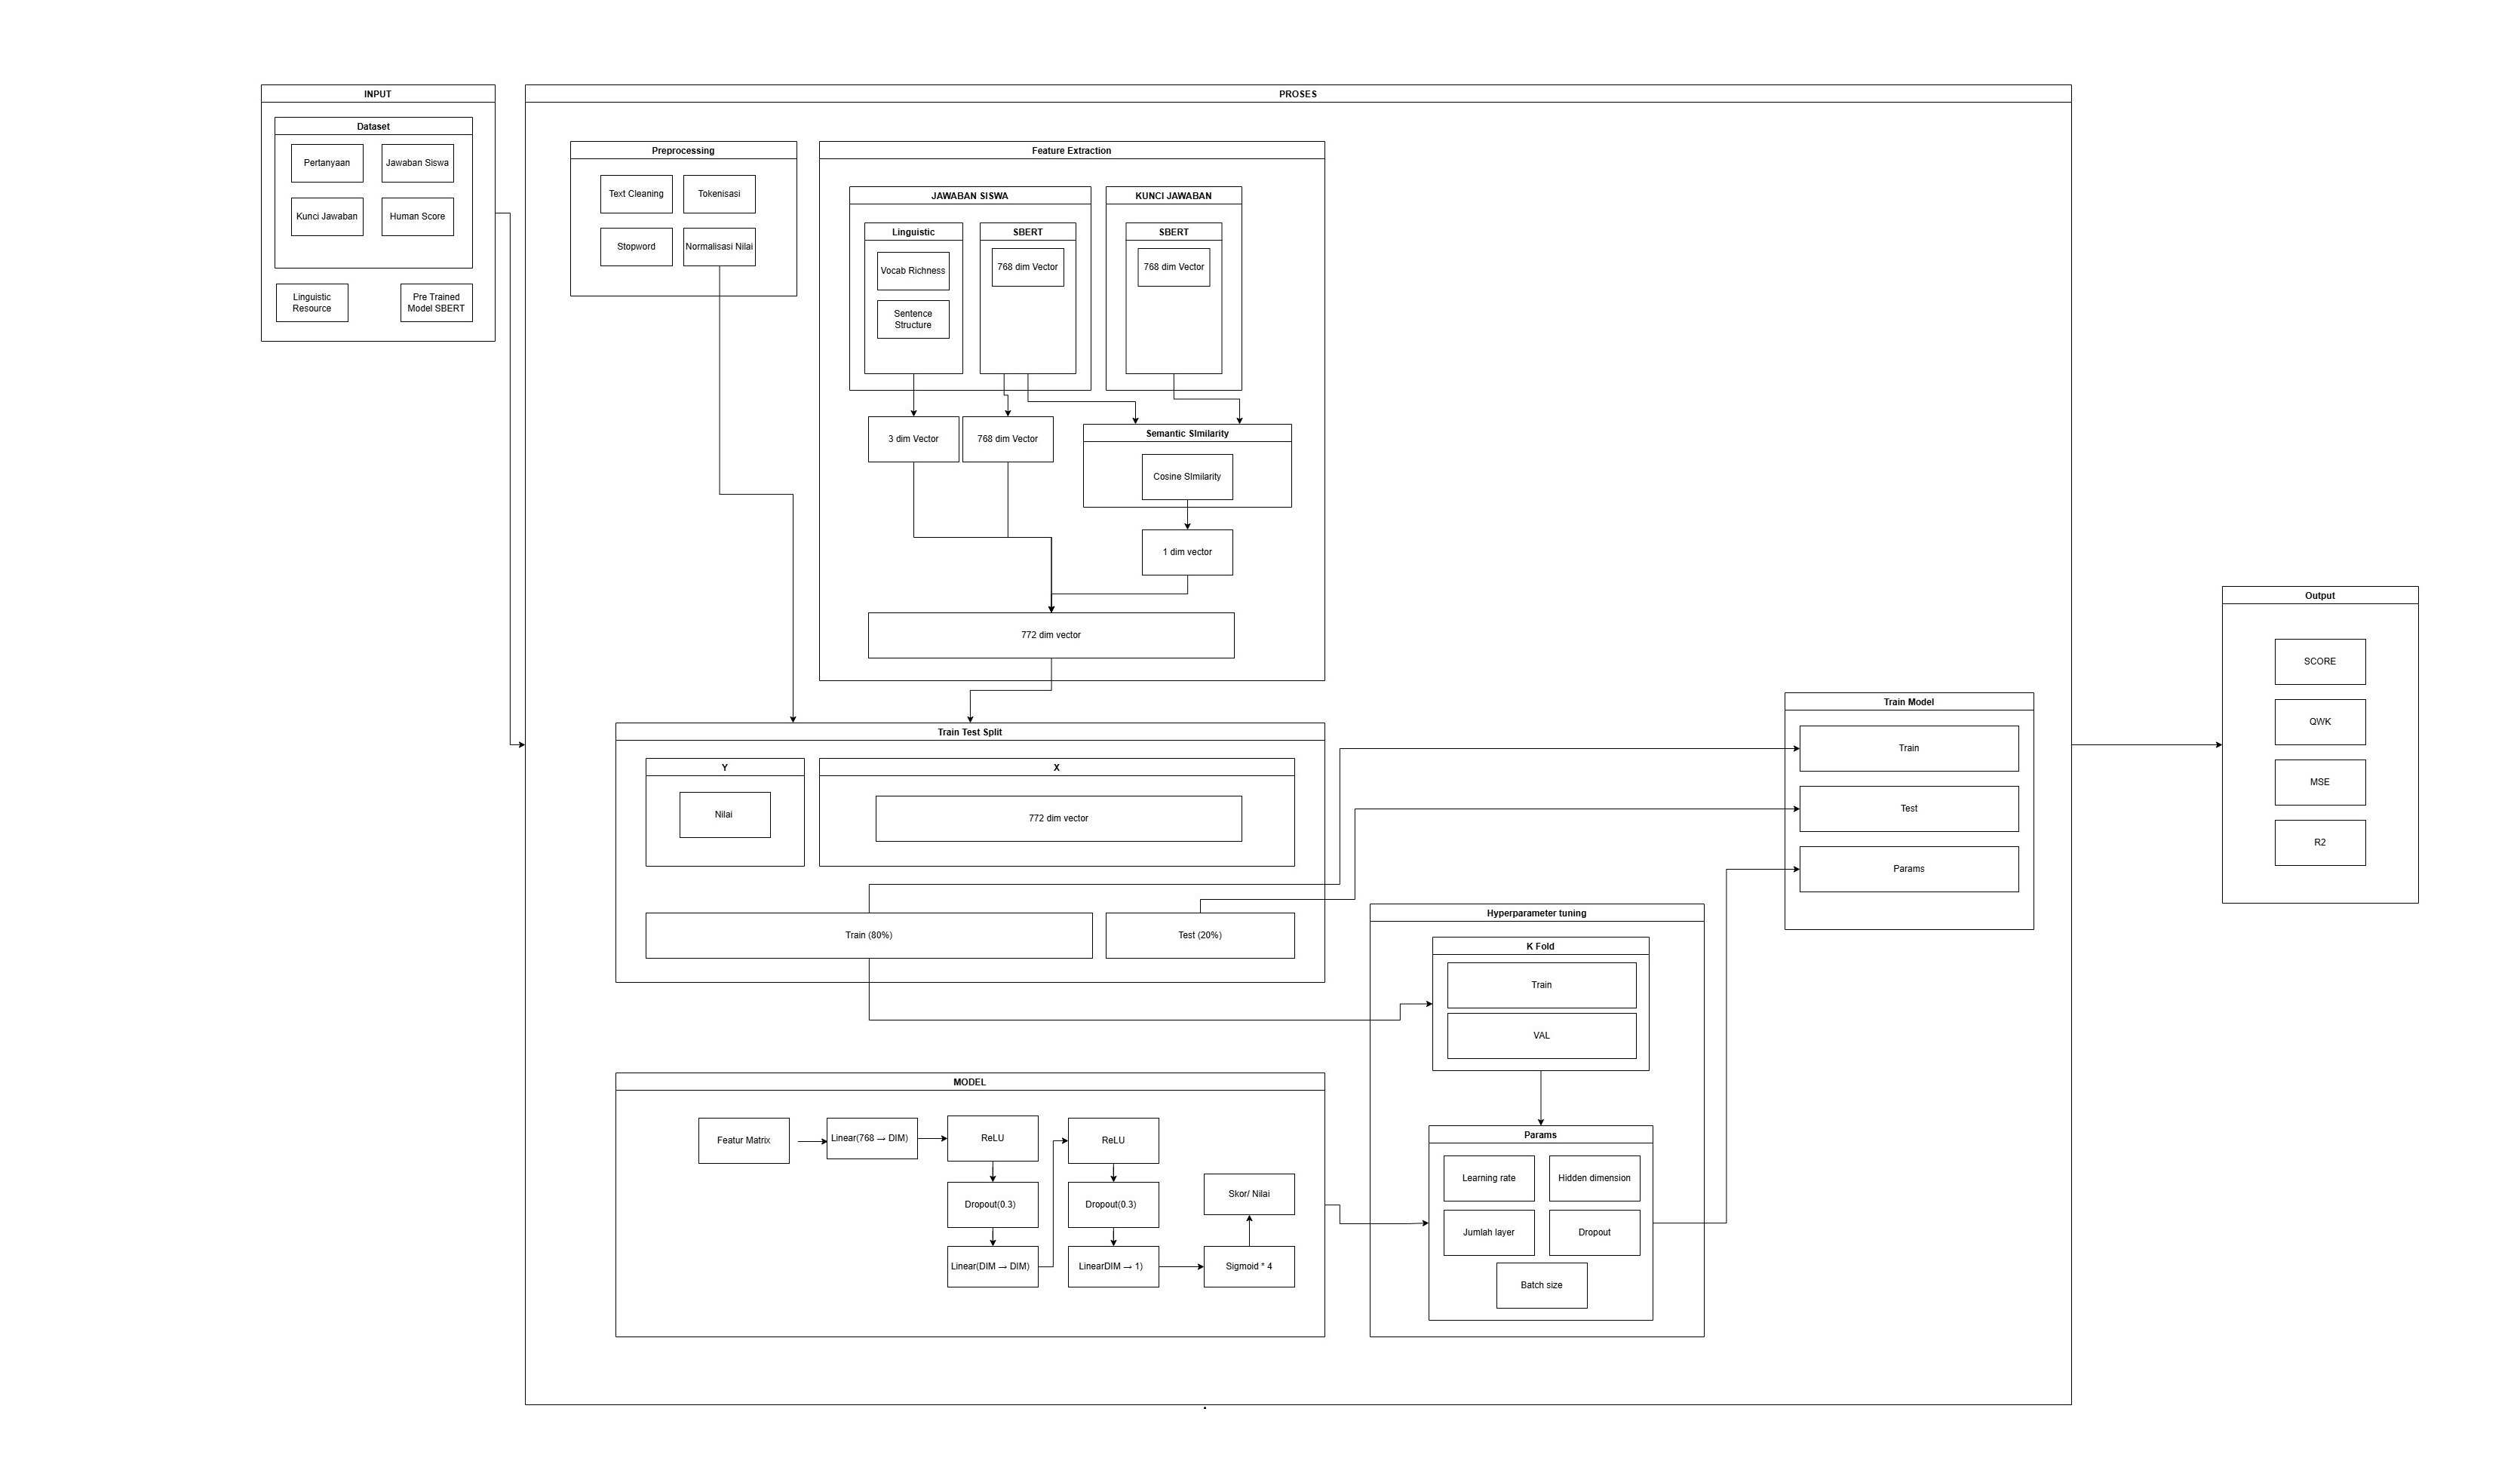 INPUT
Dataset
Pertanyaan
Jawaban Siswa
Kunci Jawaban
Human Score
Linguistic
Resource
Pre Trained
Model SBERT
PROSES
Preprocessing
Text Cleaning
Tokenisasi
Stopword
Normalisasi Nilai
Feature Extraction
JAWABAN SISWA
Linguistic
Vocab Richness
Sentence
Structure
SBERT
768 dim Vector
KUNCI JAWABAN
SBERT
768 dim Vector
3 dim Vector
768 dim Vector
Semantic SImilarity
Cosine SImilarity
1 dim vector
772 dim vector
Train Test Split
Y
Nilai
X
772 dim vector
Train (80%)
Test (20%)
MODEL
Featur Matrix
Linear(768 → DIM)
ReLU
Dropout(0.3)
Linear(DIM → DIM)
ReLU
Dropout(0.3)
LinearDIM → 1)
Sigmoid * 4
Skor/ Nilai
Hyperparameter tuning
K Fold
Train
VAL
Params
Learning rate
Hidden dimension
Jumlah layer
Dropout
Batch size
Train Model
Train
Test
Params
Output
SCORE
QWK
MSE
R2